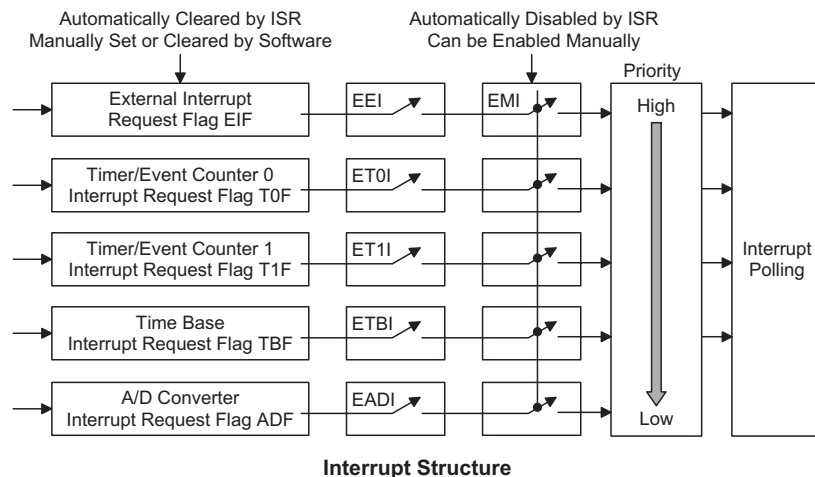 Automatically Cleared by ISR
Manually Set or Cleared by Software
Automatically Disabled by ISR
Can be Enabled Manually
Priority
External Interrupt
Request Flag EIF
EEI
EMI
High
Timer/Event Counter 0
Interrupt Request Flag T0F
ET0I
Timer/Event Counter 1
Interrupt Request Flag T1F
ET1I
Interrupt
Polling
Time Base
Interrupt Request Flag TBF
ETBI
A/D Converter
Interrupt Request Flag ADF
EADI
Low
Interrupt Structure